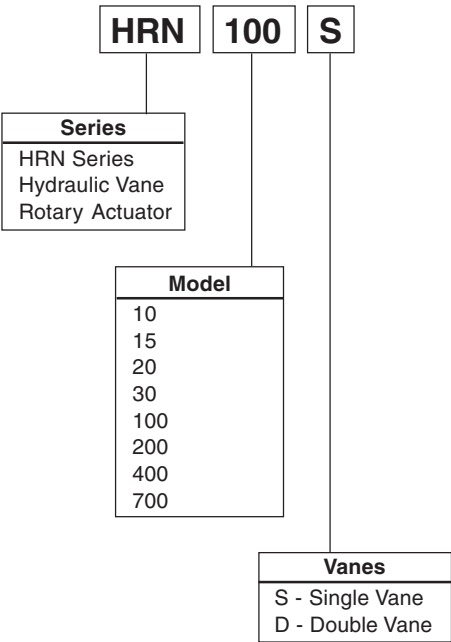 HRN 100 S
Series
HRN Series
Hydraulic Vane
Rotary Actuator
Model
10
15
20
30
100
200
400
700
Vanes
S - Single Vane
D - Double Vane